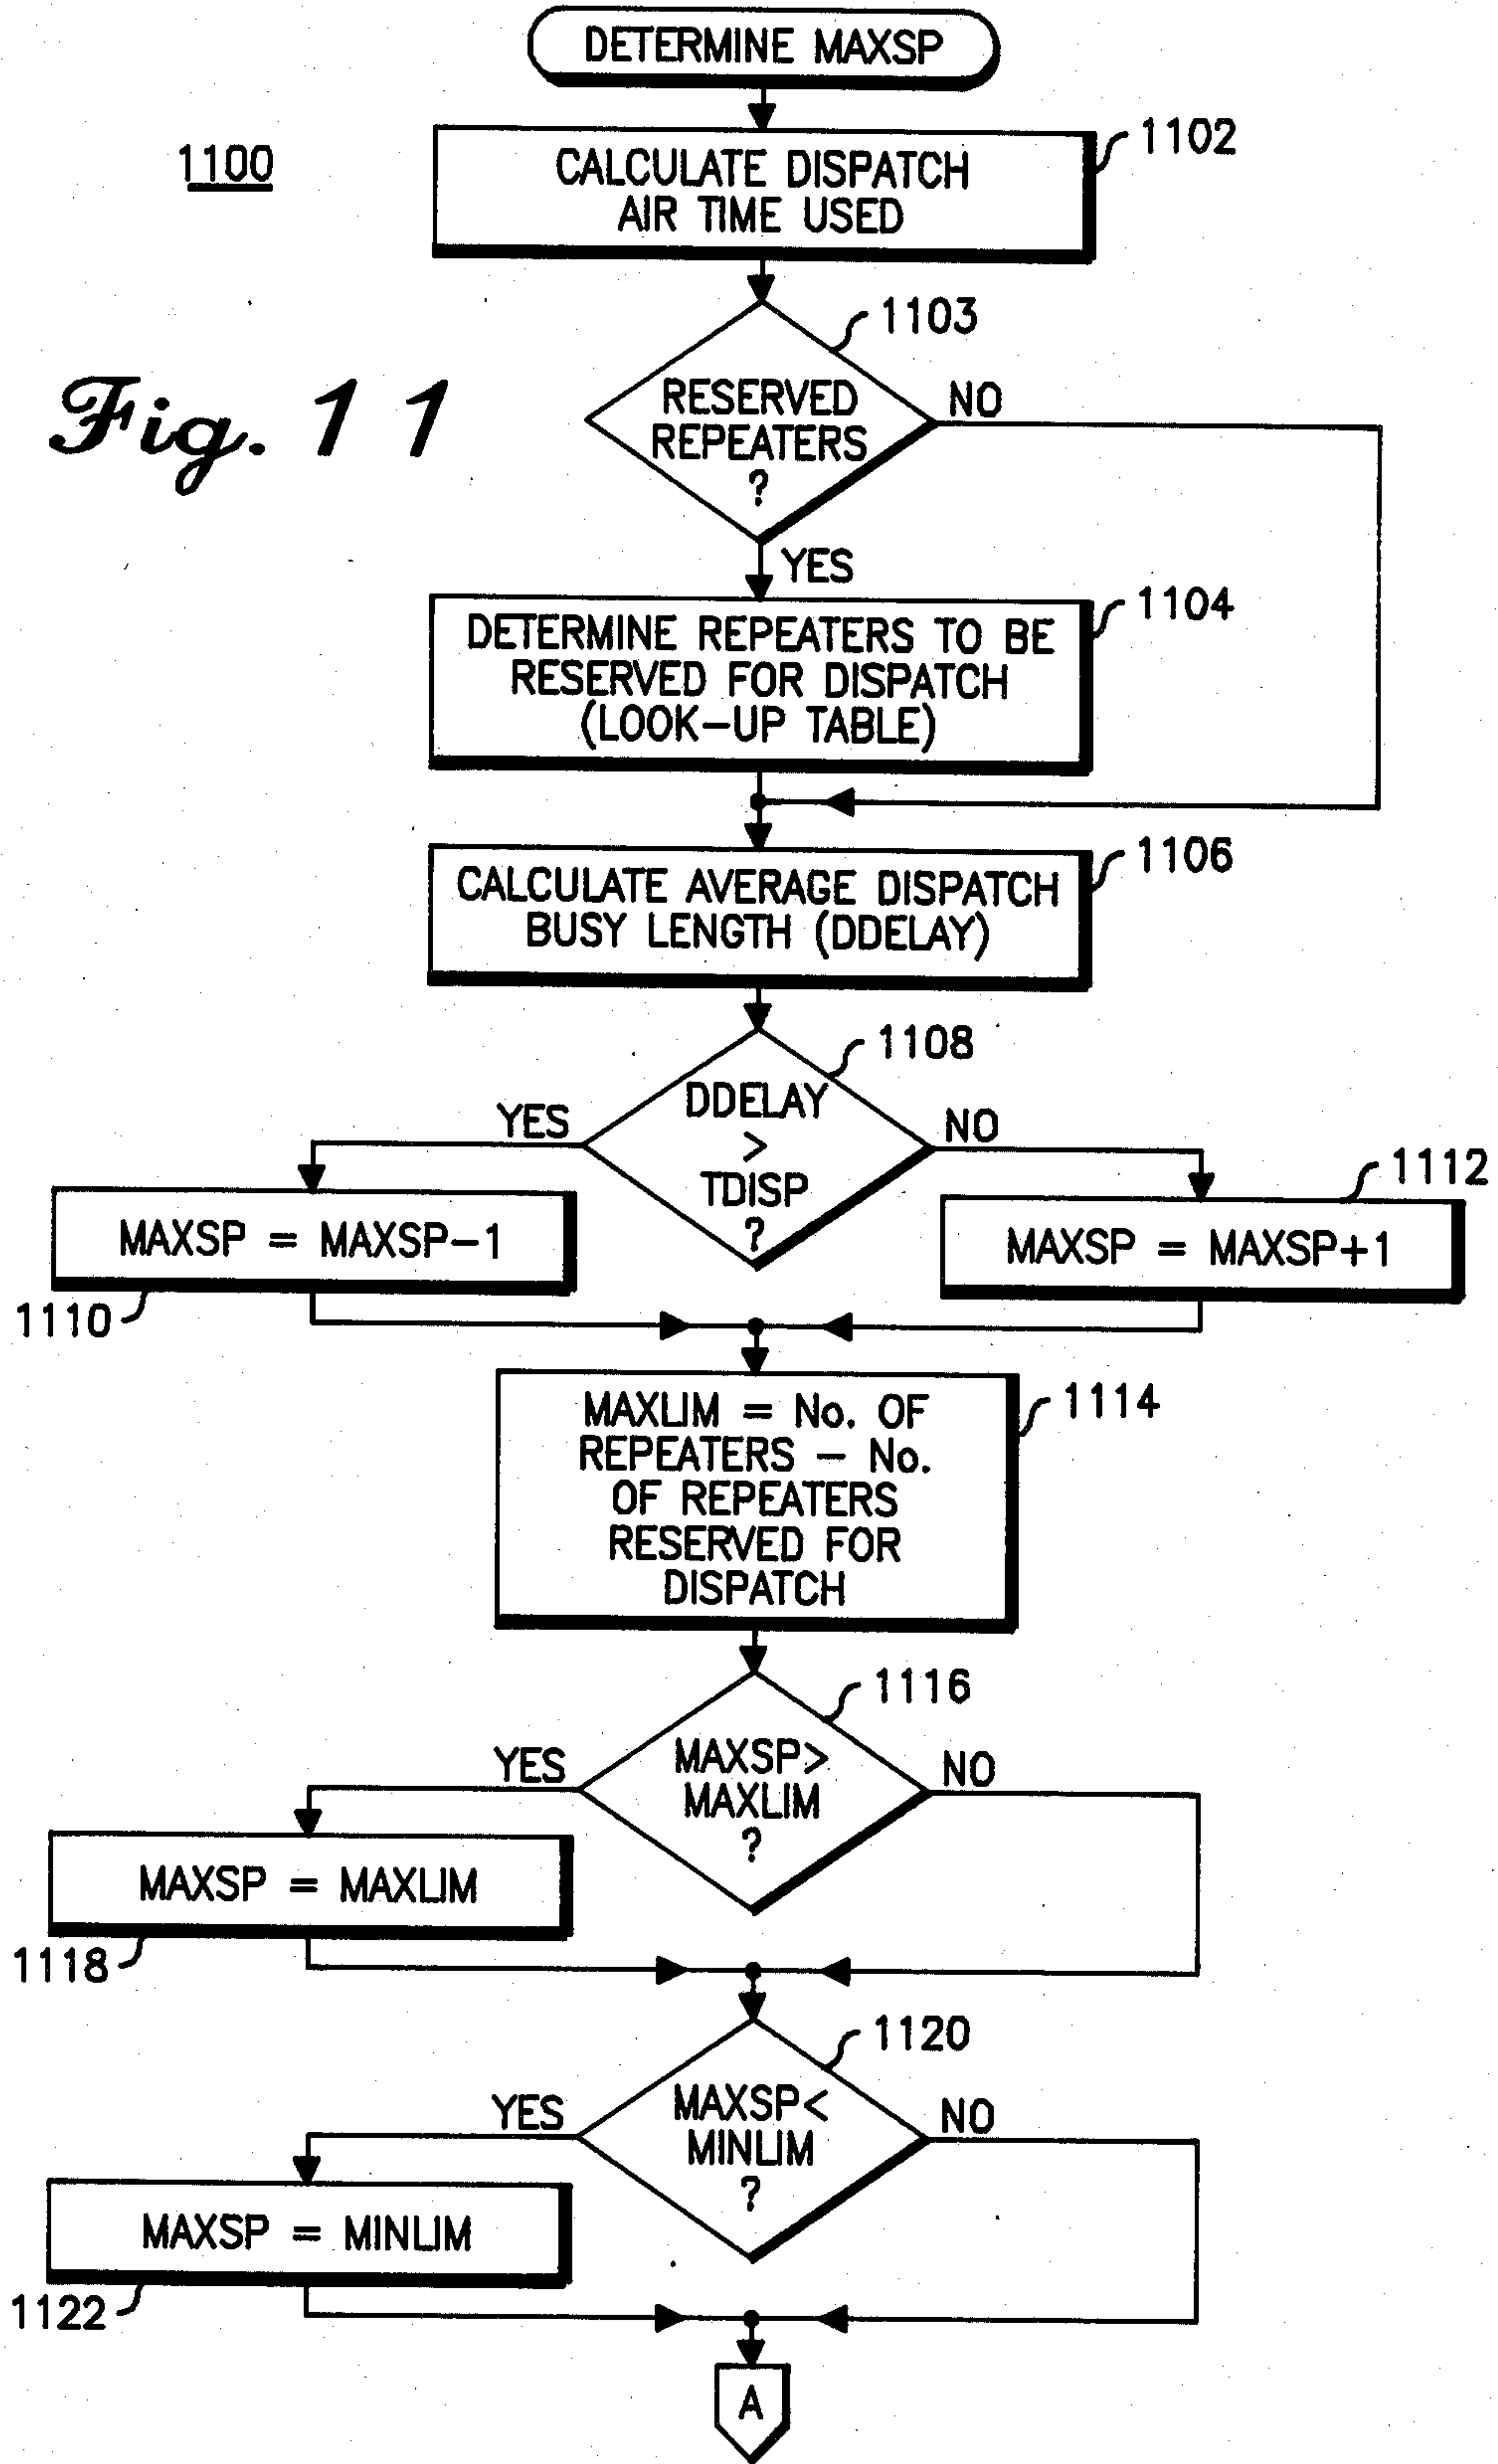 DETERMINE MAXSP
1100
CALCULATE DISPATCH
AIR TIME USED
1102
Fig. 11
1103
RESERVED
REPEATERS
?
NO
YES
DETERMINE REPEATERS TO BE
RESERVED FOR DISPATCH
(LOOK-UP TABLE)
1104
CALCULATE AVERAGE DISPATCH
BUSY LENGTH (DDELAY)
1106
1108
DDELAY
>
TDISP
?
YES
NO
MAXSP = MAXSP-1
1110
MAXSP = MAXSP+1
1112
MAXLIM = No. OF
REPEATERS - No.
OF REPEATERS
RESERVED FOR
DISPATCH
1114
1116
MAXSP>
MAXLIM
?
YES
NO
MAXSP = MAXLIM
1118
1120
MAXSP<
MINLIM
?
YES
NO
MAXSP = MINLIM
1122
A